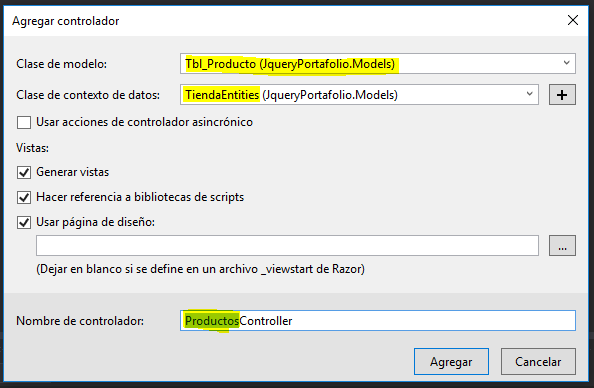 Agregar controlador
Clase de modelo: Tbl_Producto (JqueryPortafolio.Models)
Clase de contexto de datos: TiendaEntities (JqueryPortafolio.Models) +
Usar acciones de controlador asincrónico
Vistas:
Generar vistas
Hacer referencia a bibliotecas de scripts
Usar página de diseño:
...
(Dejar en blanco si se define en un archivo _viewstart de Razor)
Nombre de controlador: ProductosController
Agregar Cancelar